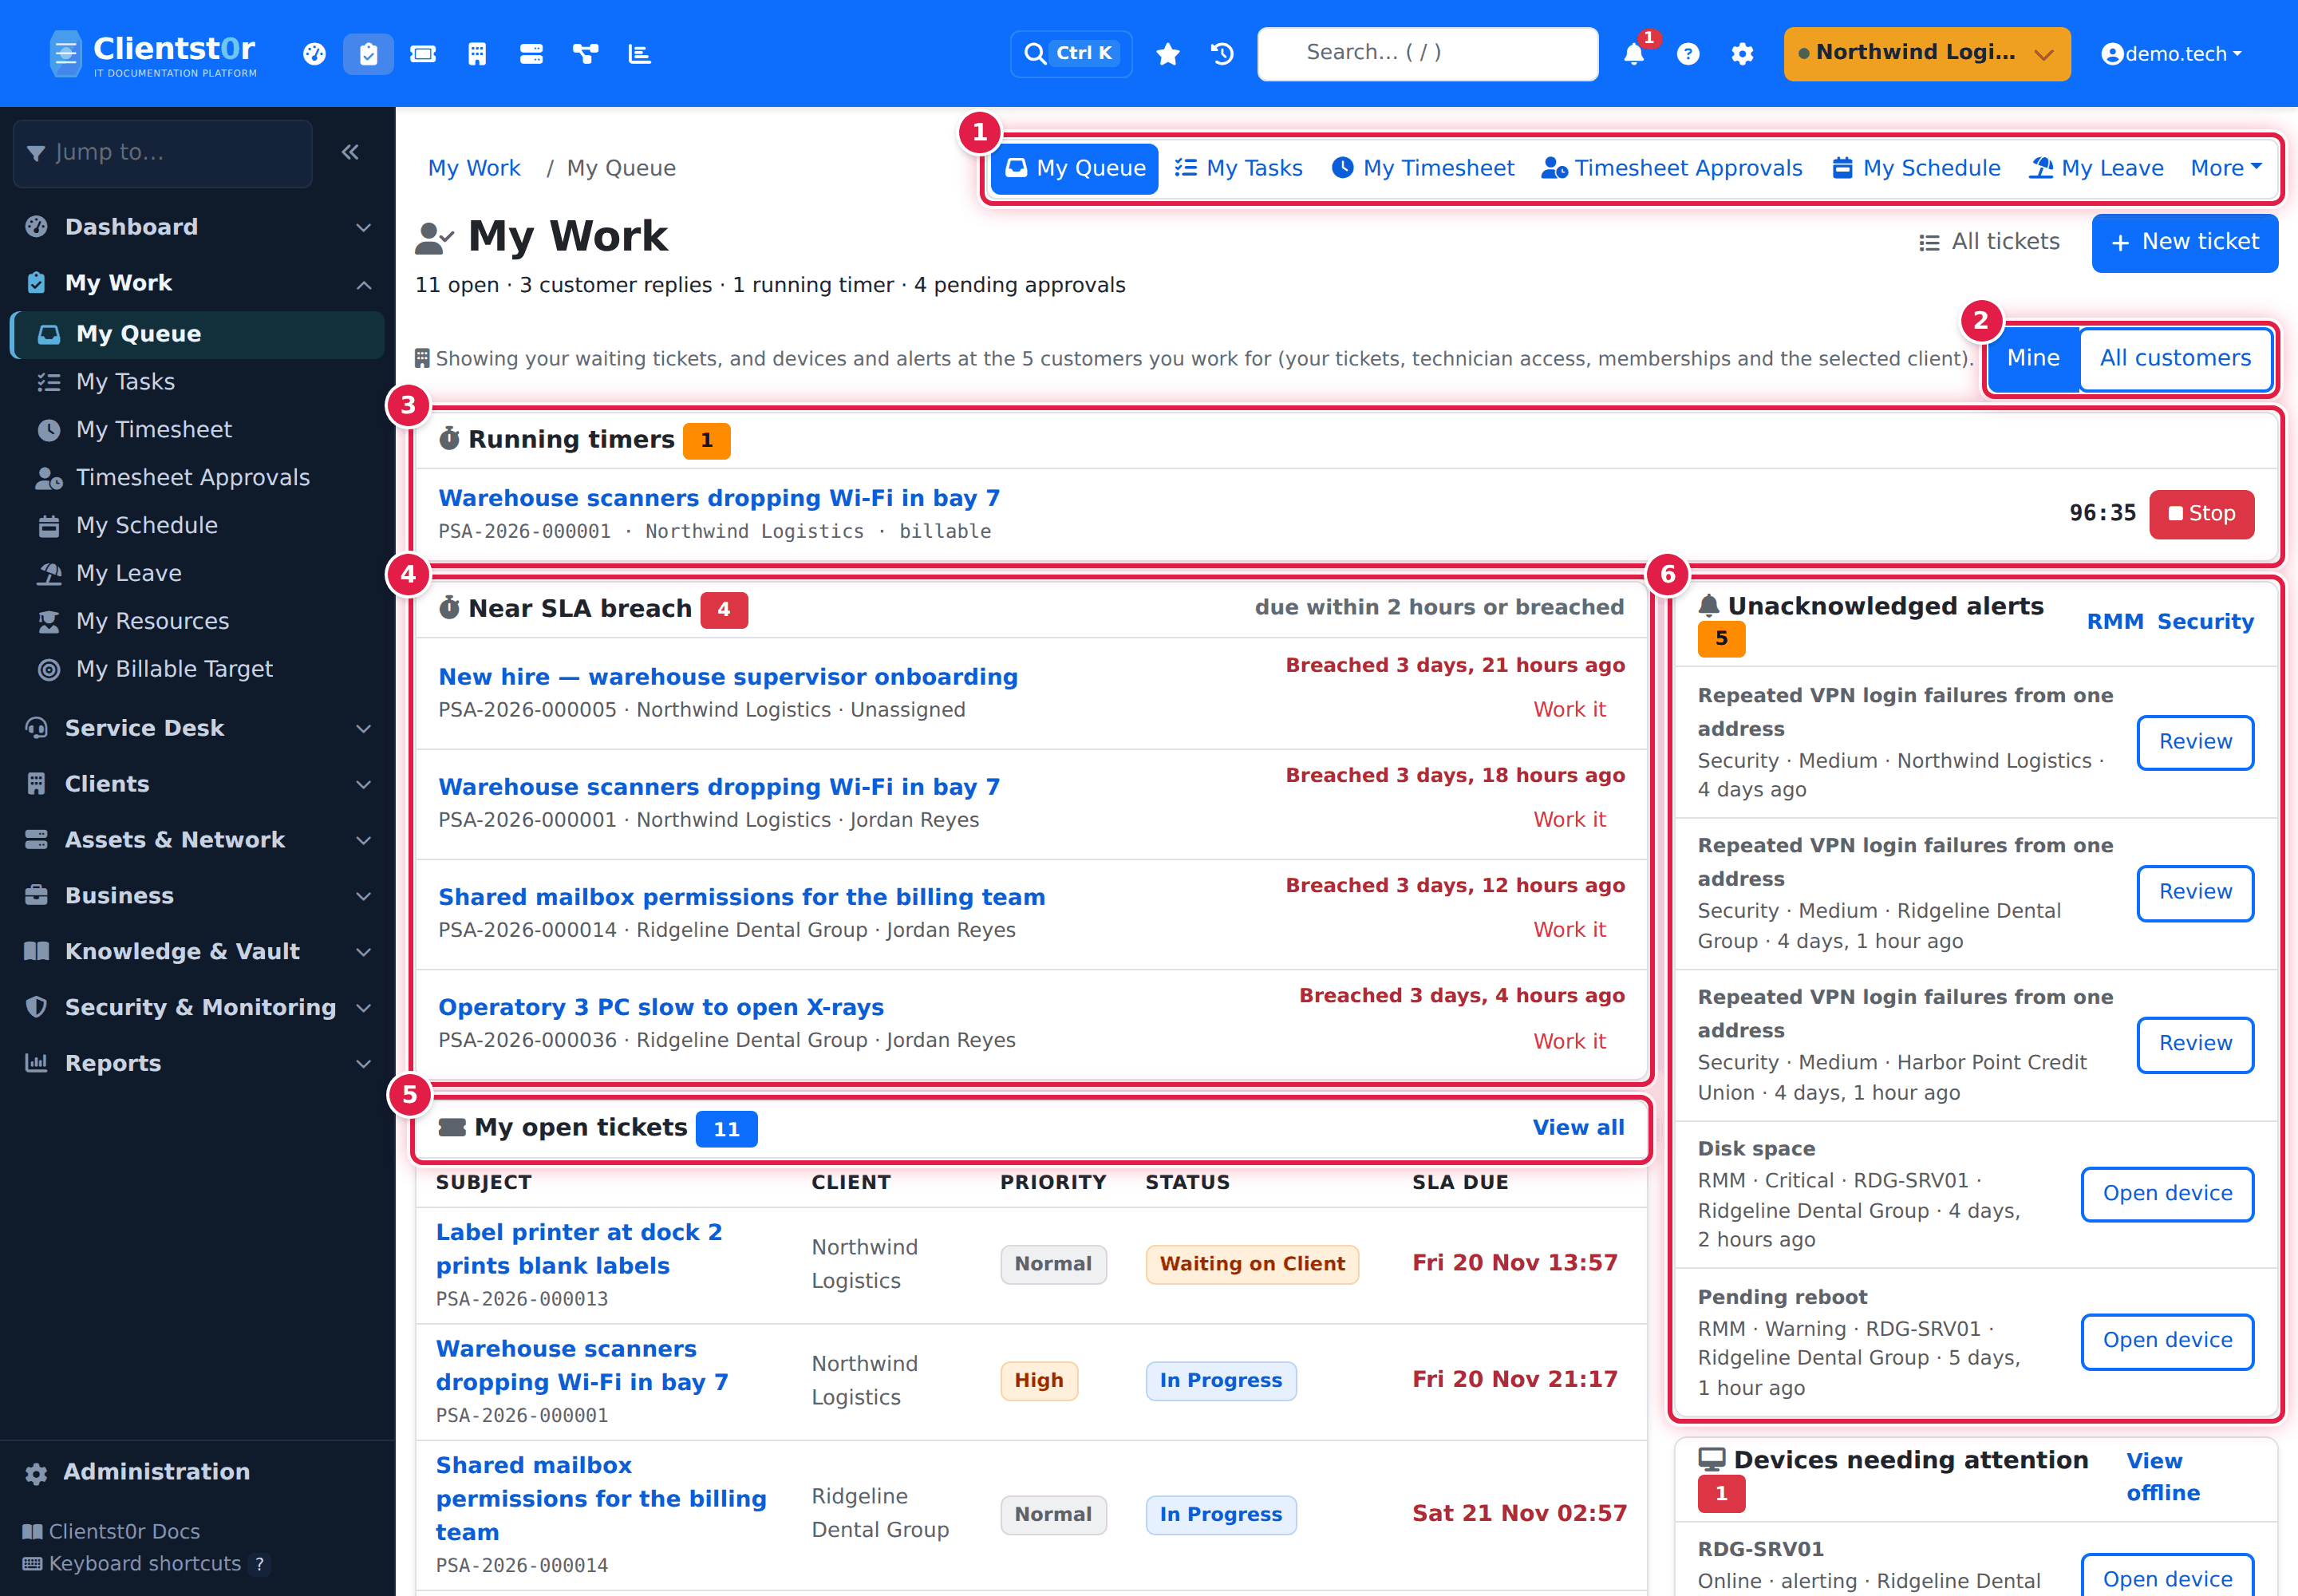 Clientst0r
IT DOCUMENTATION PLATFORM
Ctrl K
Search... ( / )
1
Northwind Logi...
demo.tech
Jump to...
Dashboard
My Work
My Queue
My Tasks
My Timesheet
Timesheet Approvals
My Schedule
My Leave
My Resources
My Billable Target
Service Desk
Clients
Assets & Network
Business
Knowledge & Vault
Security & Monitoring
Reports
Administration
Clientst0r Docs
Keyboard shortcuts ?
My Work / My Queue
1
My Queue
My Tasks
My Timesheet
Timesheet Approvals
My Schedule
My Leave
More
My Work
All tickets
+ New ticket
11 open · 3 customer replies · 1 running timer · 4 pending approvals
2
Showing your waiting tickets, and devices and alerts at the 5 customers you work for (your tickets, technician access, memberships and the selected client).
Mine
All customers
3
Running timers 1
Warehouse scanners dropping Wi-Fi in bay 7
PSA-2026-000001 · Northwind Logistics · billable
96:35
Stop
4
Near SLA breach 4
due within 2 hours or breached
New hire — warehouse supervisor onboarding
PSA-2026-000005 · Northwind Logistics · Unassigned
Breached 3 days, 21 hours ago
Work it
Warehouse scanners dropping Wi-Fi in bay 7
PSA-2026-000001 · Northwind Logistics · Jordan Reyes
Breached 3 days, 18 hours ago
Work it
Shared mailbox permissions for the billing team
PSA-2026-000014 · Ridgeline Dental Group · Jordan Reyes
Breached 3 days, 12 hours ago
Work it
Operatory 3 PC slow to open X-rays
PSA-2026-000036 · Ridgeline Dental Group · Jordan Reyes
Breached 3 days, 4 hours ago
Work it
5
My open tickets 11
View all
SUBJECT CLIENT PRIORITY STATUS SLA DUE
Label printer at dock 2
prints blank labels
PSA-2026-000013
Northwind
Logistics
Normal
Waiting on Client
Fri 20 Nov 13:57
Warehouse scanners
dropping Wi-Fi in bay 7
PSA-2026-000001
Northwind
Logistics
High
In Progress
Fri 20 Nov 21:17
Shared mailbox
permissions for the billing
team
PSA-2026-000014
Ridgeline
Dental Group
Normal
In Progress
Sat 21 Nov 02:57
6
Unacknowledged alerts
5
RMM Security
Repeated VPN login failures from one
address
Security · Medium · Northwind Logistics ·
4 days ago
Review
Repeated VPN login failures from one
address
Security · Medium · Ridgeline Dental
Group · 4 days, 1 hour ago
Review
Repeated VPN login failures from one
address
Security · Medium · Harbor Point Credit
Union · 4 days, 1 hour ago
Review
Disk space
RMM · Critical · RDG-SRV01 ·
Ridgeline Dental Group · 4 days,
2 hours ago
Open device
Pending reboot
RMM · Warning · RDG-SRV01 ·
Ridgeline Dental Group · 5 days,
1 hour ago
Open device
Devices needing attention
1
View
offline
RDG-SRV01
Online · alerting · Ridgeline Dental
Open device